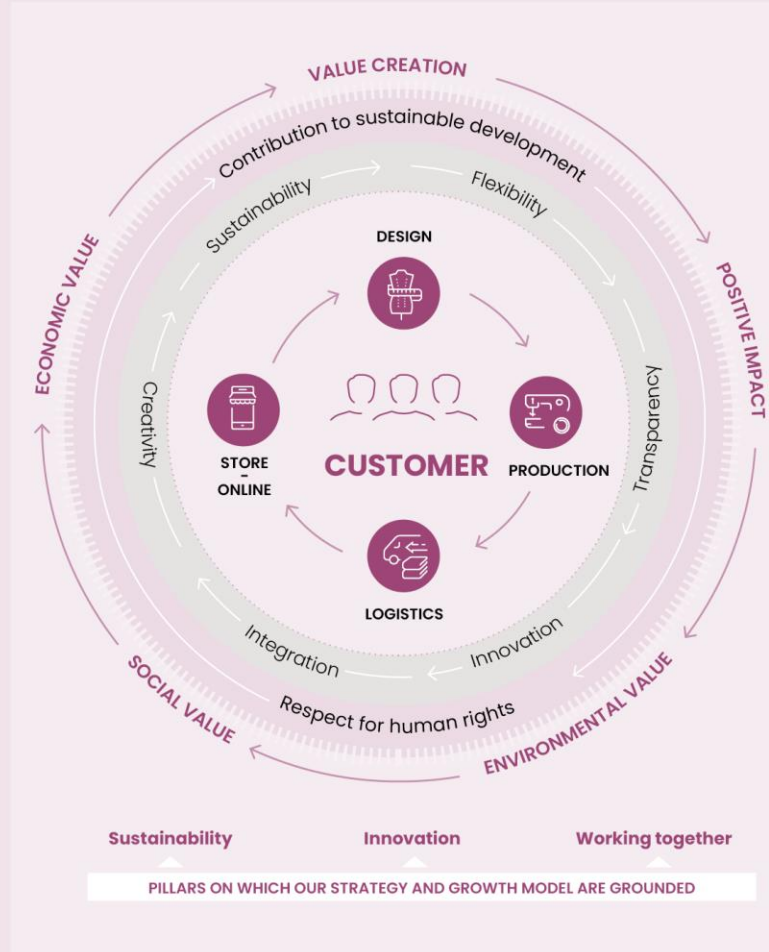 VALUE CREATION
POSITIVE IMPACT
ENVIRONMENTAL VALUE
SOCIAL VALUE
ECONOMIC VALUE
Contribution to sustainable development
Respect for human rights
Sustainability
Flexibility
Transparency
Innovation
Integration
Creativity
DESIGN
PRODUCTION
LOGISTICS
STORE
-
ONLINE
CUSTOMER
Sustainability
Innovation
Working together
PILLARS ON WHICH OUR STRATEGY AND GROWTH MODEL ARE GROUNDED